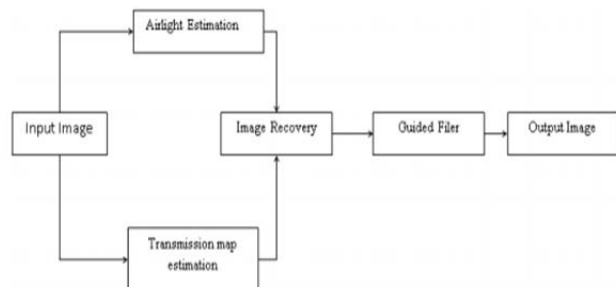 Airlight Estimation
Input Image
Image Recovery
Guided Filer
Output Image
Transmission map
estimation